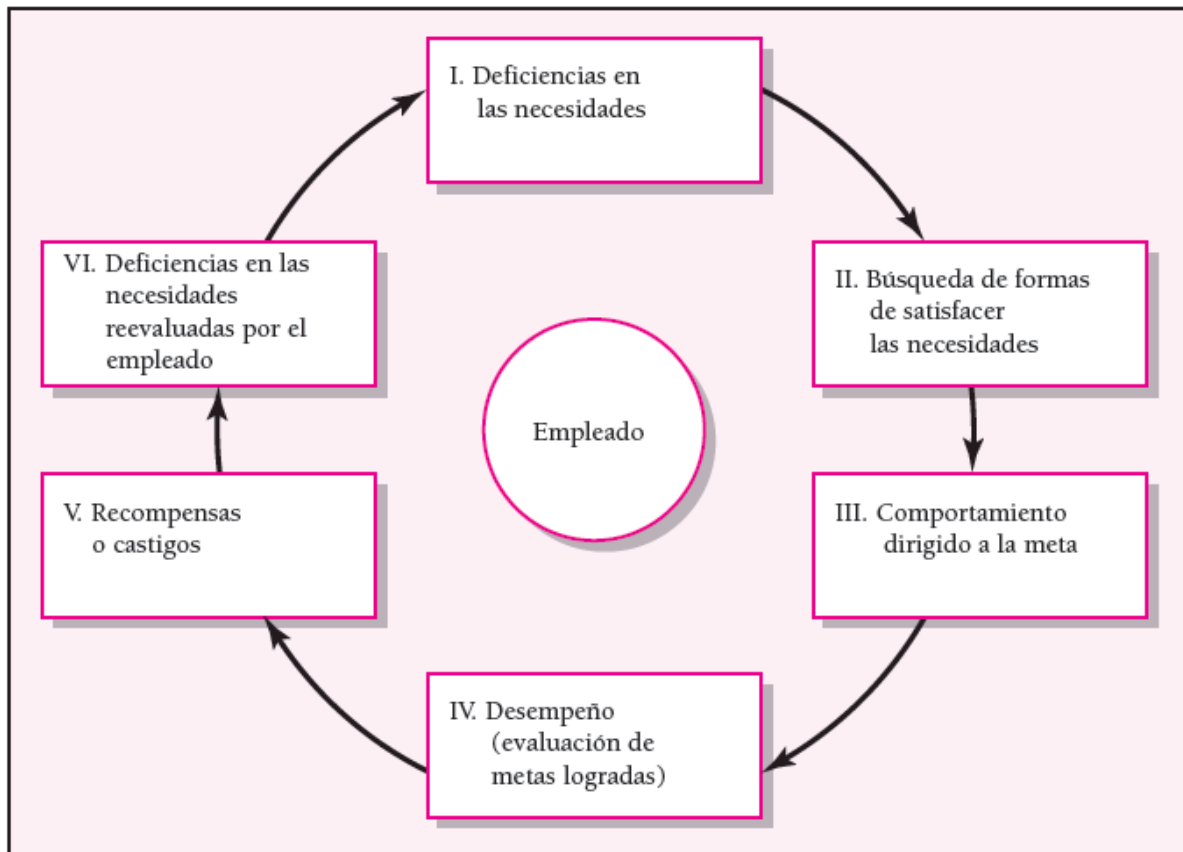 I. Deficiencias en
las necesidades
II. Búsqueda de formas
de satisfacer
las necesidades
III. Comportamiento
dirigido a la meta
IV. Desempeño
(evaluación de
metas logradas)
V. Recompensas
o castigos
VI. Deficiencias en las
necesidades
reevaluadas por el
empleado
Empleado